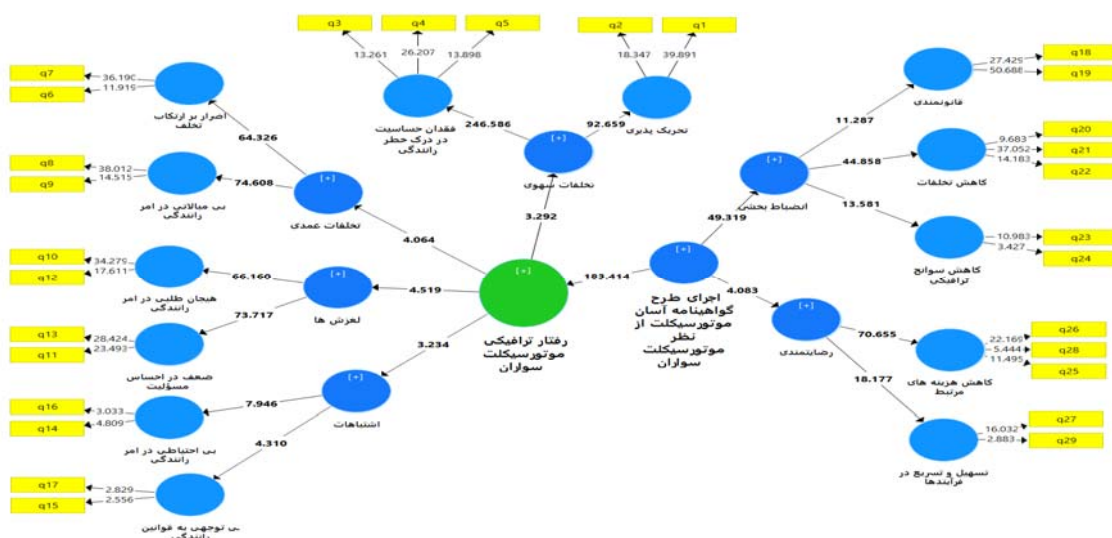 q3
q4
q5
q2
q1
13.261
26.207
13.898
18.347
39.891
q7
q6
36.190
11.919
اصرار بر ارتکاب
تخلف
64.326
فقدان حساسیت
در درک خطر
رانندگی
246.586
92.659
تحریک پذیری
[+]
تخلفات سهوی
q18
q19
27.429
50.688
قانونمندی
11.287
q8
q9
38.012
14.515
بی مبالاتی در امر
رانندگی
74.608
[+]
تخلفات عمدی
3.292
4.064
[+]
انضباط بخشی
44.858
q20
q21
q22
9.683
37.052
14.183
کاهش تخلفات
13.581
49.319
q23
q24
10.983
3.427
کاهش سوانح
ترافیکی
q10
q12
34.279
17.611
هیجان طلبی در امر
رانندگی
66.160
[+]
لغزش ها
4.519
[+]
رفتار ترافیکی
موتورسیکلت
سواران
183.414
اجرای طرح
گواهینامه آسان
موتورسیکلت از
نظر
موتورسیکلت
سواران
4.083
[+]
رضایتمندی
q13
q11
28.424
23.493
ضعف در احساس
مسؤلیت
73.717
3.234
70.655
q26
q28
q25
22.169
5.444
11.495
کاهش هزینه های
مرتبط
18.177
q16
q14
3.033
4.809
بی احتیاطی در امر
رانندگی
7.946
[+]
اشتباهات
4.310
q27
q29
16.032
2.883
تسهیل و تسریع در
فرآیندها
q17
q15
2.829
2.556
ی توجهی به قوانین
رانندگی